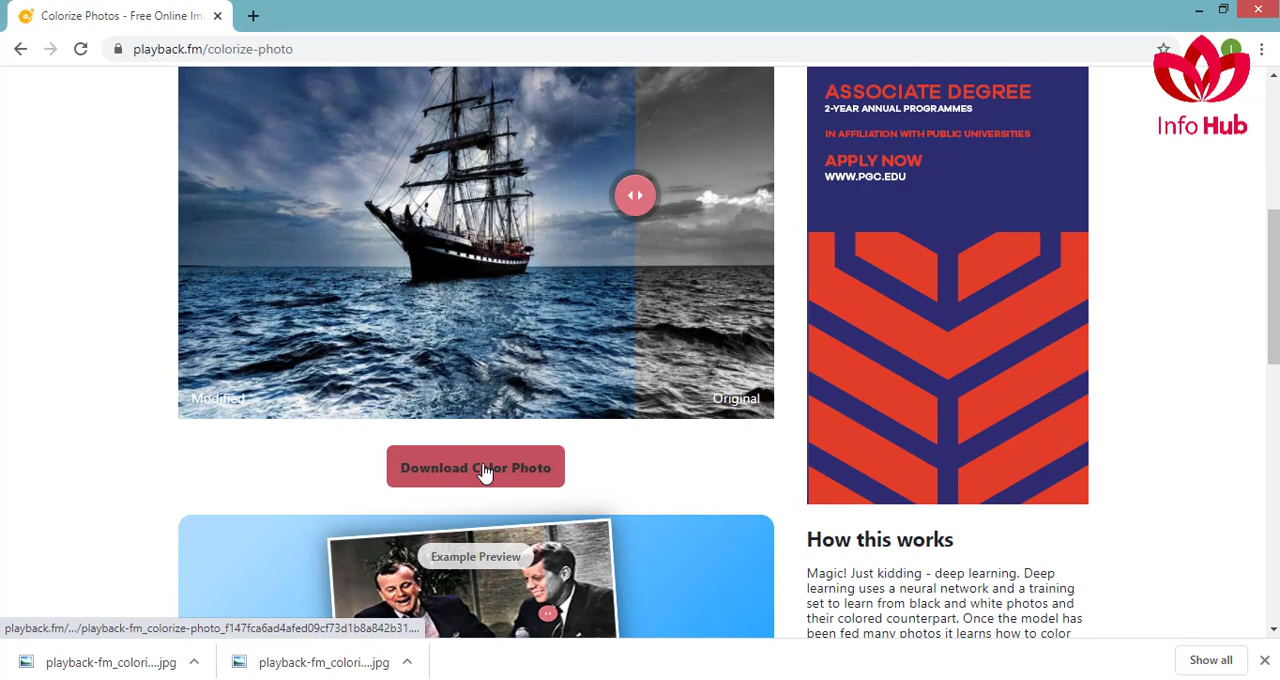 Colorize Photos - Free Online Im
playback.fm/colorize-photo
Info Hub
Modified
Original
Download Color Photo
Example Preview
ASSOCIATE DEGREE
2-YEAR ANNUAL PROGRAMMES
IN AFFILIATION WITH PUBLIC UNIVERSITIES
APPLY NOW
WWW.PGC.EDU
How this works
Magic! Just kidding - deep learning. Deep
learning uses a neural network and a training
set to learn from black and white photos and
their colored counterpart. Once the model has
been fed many photos it learns how to color
playback.fm/.../playback-fm_colorize-photo_f147fca6ad4afed09cf73d1b8a842b31....
playback-fm_colori....jpg
playback-fm_colori....jpg
Show all